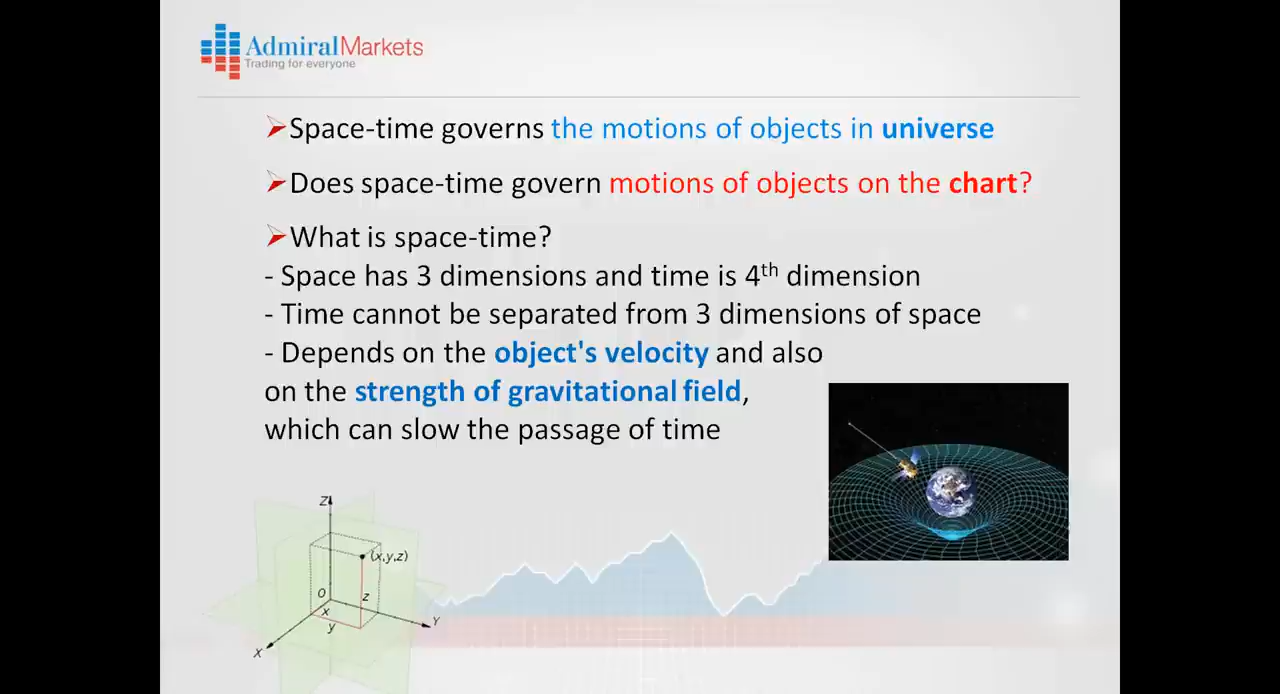 AdmiralMarkets
Trading for everyone
Space-time governs the motions of objects in universe
Does space-time govern motions of objects on the chart?
What is space-time?
- Space has 3 dimensions and time is 4th dimension
- Time cannot be separated from 3 dimensions of space
- Depends on the object's velocity and also
on the strength of gravitational field,
which can slow the passage of time
Z
(x,y,z)
O
z
x
y
Y
X